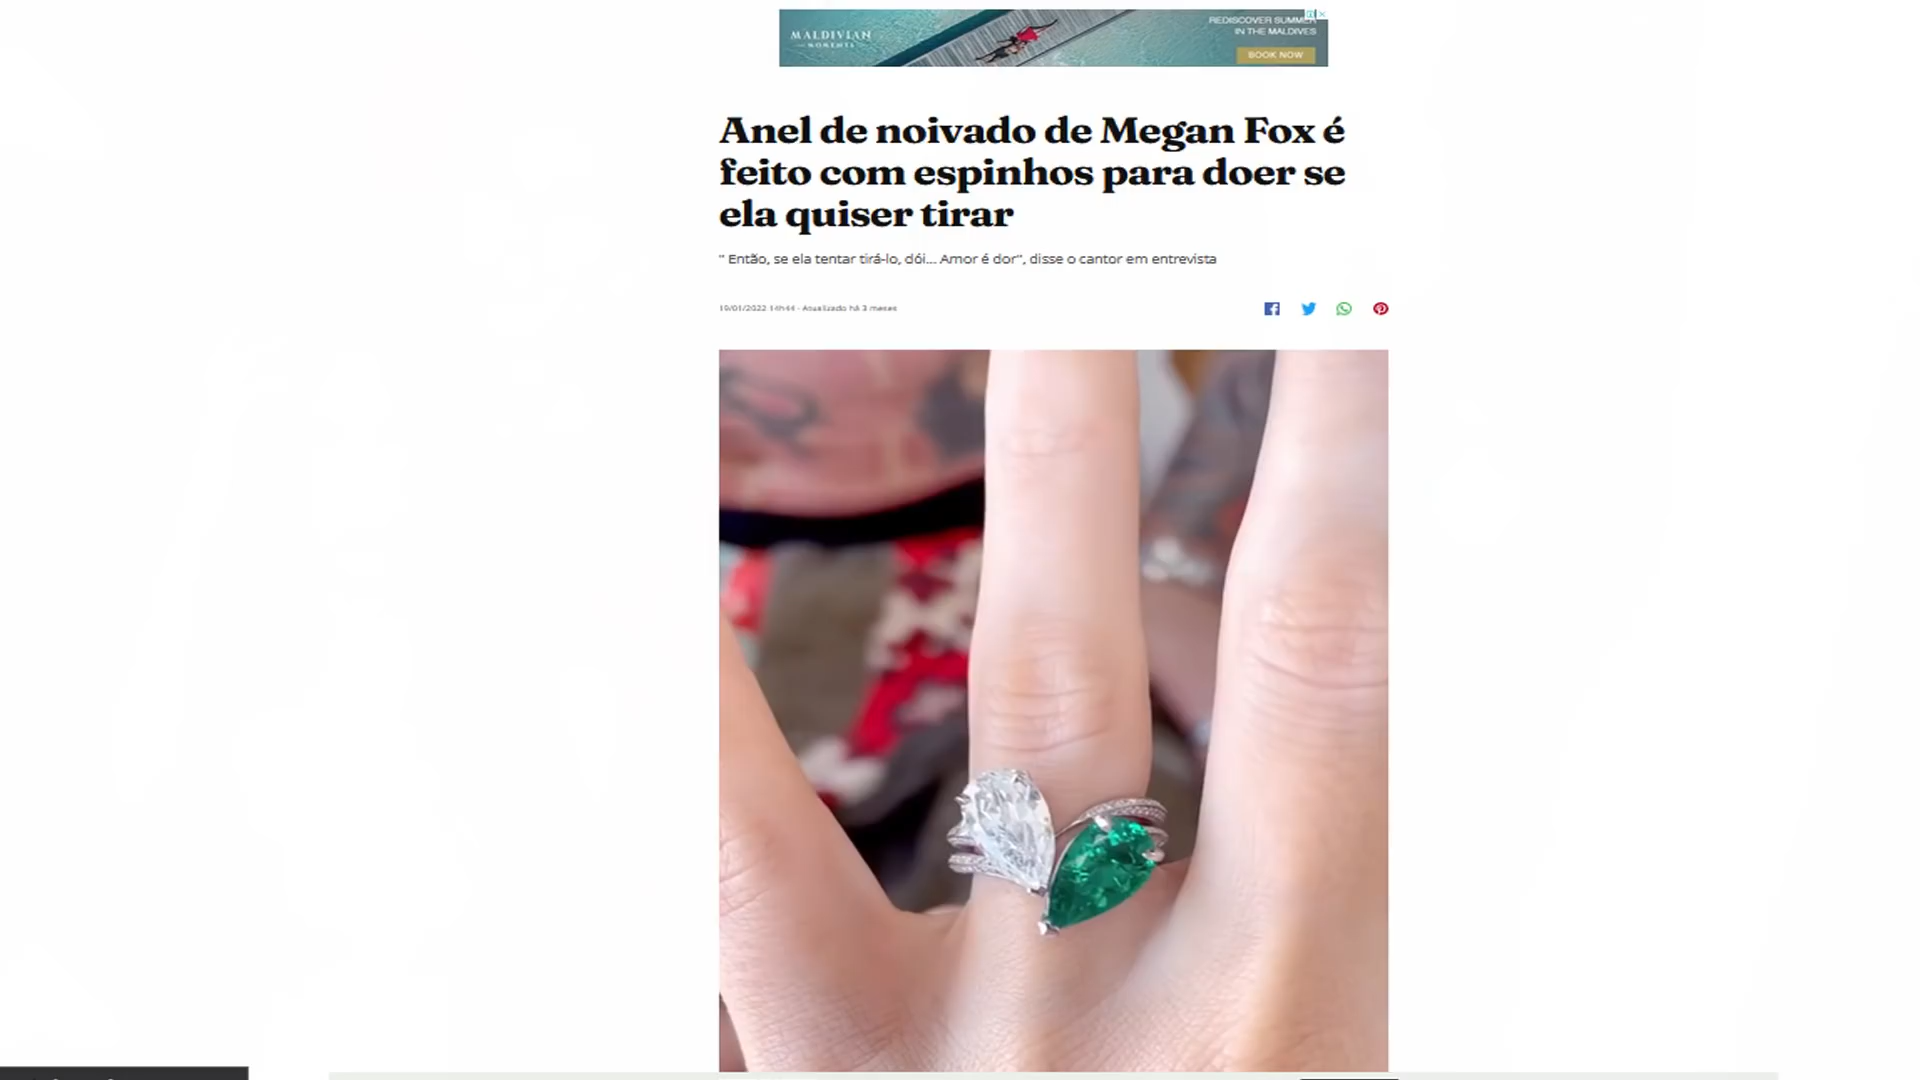 MALDIVIAN
MOMENTS
REDISCOVER SUMMER
IN THE MALDIVES
BOOK NOW
Anel de noivado de Megan Fox é
feito com espinhos para doer se
ela quiser tirar
" Então, se ela tentar tirá-lo, dói... Amor é dor", disse o cantor em entrevista
19/01/2022 14h44 · Atualizado há 3 meses